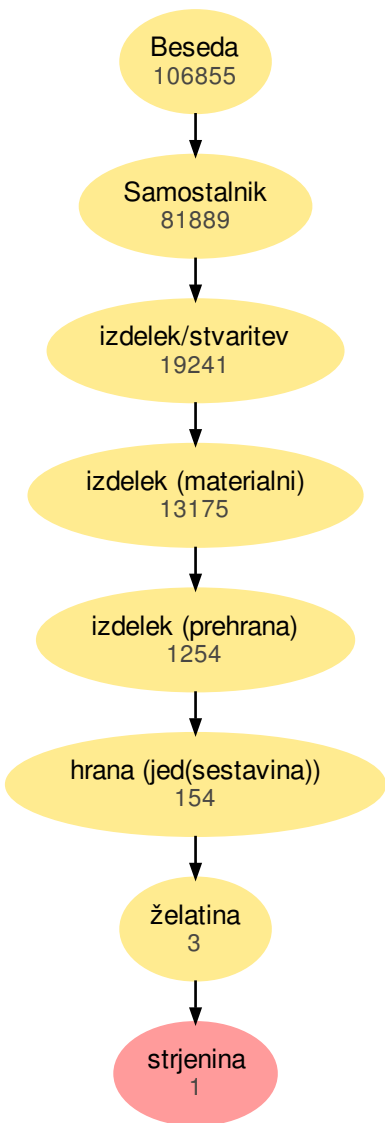 Beseda
106855
Samostalnik
81889
izdelek/stvaritev
19241
izdelek (materialni)
13175
izdelek (prehrana)
1254
hrana (jed(sestavina))
154
želatina
3
strjenina
1